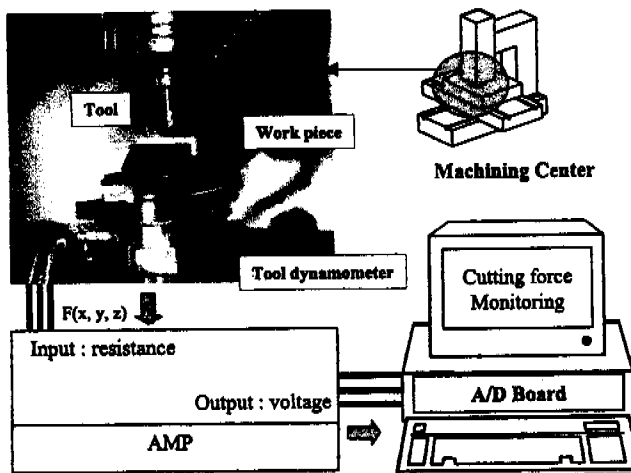 Tool
Work piece
Machining Center
Tool dynamometer
Cutting force
Monitoring
F(x, y, z)
Input : resistance
Output : voltage
A/D Board
AMP